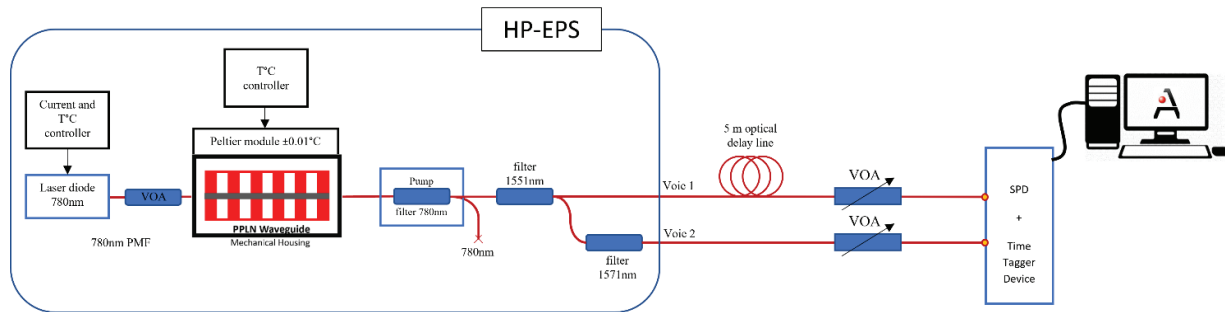 HP-EPS
T°C
controller
Current and
T°C
controller
Peltier module ±0.01°C
Laser diode
780nm
VOA
780nm PMF
PPLN Waveguide
Mechanical Housing
Pump
filter 780nm
780nm
filter
1551nm
filter
1571nm
Voie 1
Voie 2
5 m optical
delay line
VOA
VOA
SPD
+
Time
Tagger
Device